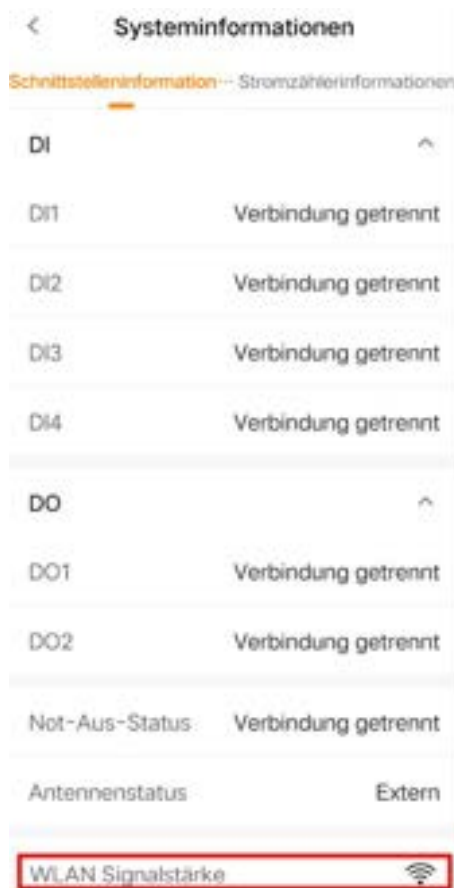 Systeminformationen
Schnittstelleninformation··· Stromzählerinformationen
DI
DI1 Verbindung getrennt
DI2 Verbindung getrennt
DI3 Verbindung getrennt
DI4 Verbindung getrennt
DO
DO1 Verbindung getrennt
DO2 Verbindung getrennt
Not-Aus-Status Verbindung getrennt
Antennenstatus Extern
WLAN Signalstärke